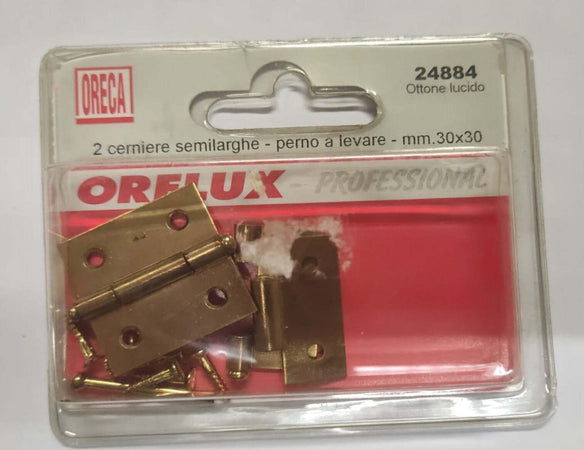 ORECA
24884
Ottone lucido
2 cerniere semilarghe - perno a levare - mm.30x30
ORELUX PROFESSIONAL